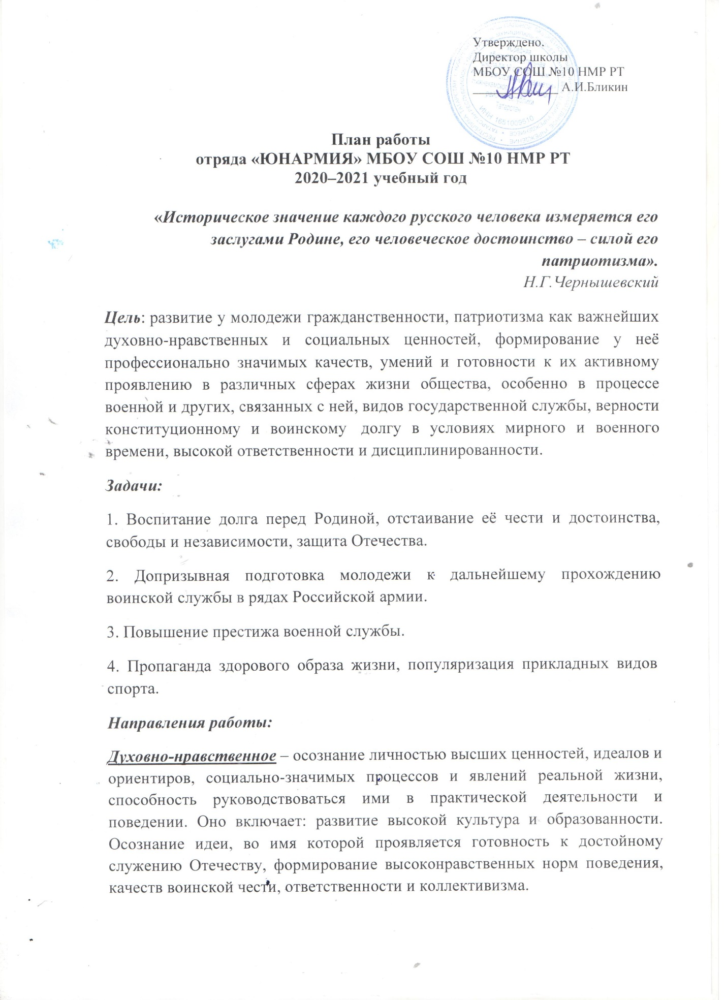 Утверждено.
Директор школы
МБОУ СОШ №10 НМР РТ
А.И.Бликин
ИНН 1651009510
Татарстан
План работы
отряда «ЮНАРМИЯ» МБОУ СОШ №10 НМР РТ
2020–2021 учебный год
«Историческое значение каждого русского человека измеряется его
заслугами Родине, его человеческое достоинство – силой его
патриотизма».
Н.Г.Чернышевский
Цель: развитие у молодежи гражданственности, патриотизма как важнейших
духовно-нравственных и социальных ценностей, формирование у неё
профессионально значимых качеств, умений и готовности к их активному
проявлению в различных сферах жизни общества, особенно в процессе
военной и других, связанных с ней, видов государственной службы, верности
конституционному и воинскому долгу в условиях мирного и военного
времени, высокой ответственности и дисциплинированности.
Задачи:
1. Воспитание долга перед Родиной, отстаивание её чести и достоинства,
свободы и независимости, защита Отечества.
2. Допризывная подготовка молодежи к дальнейшему прохождению
воинской службы в рядах Российской армии.
3. Повышение престижа военной службы.
4. Пропаганда здорового образа жизни, популяризация прикладных видов
спорта.
Направления работы:
Духовно-нравственное – осознание личностью высших ценностей, идеалов и
ориентиров, социально-значимых процессов и явлений реальной жизни,
способность руководствоваться ими в практической деятельности и
поведении. Оно включает: развитие высокой культура и образованности.
Осознание идеи, во имя которой проявляется готовность к достойному
служению Отечеству, формирование высоконравственных норм поведения,
качеств воинской чести, ответственности и коллективизма.